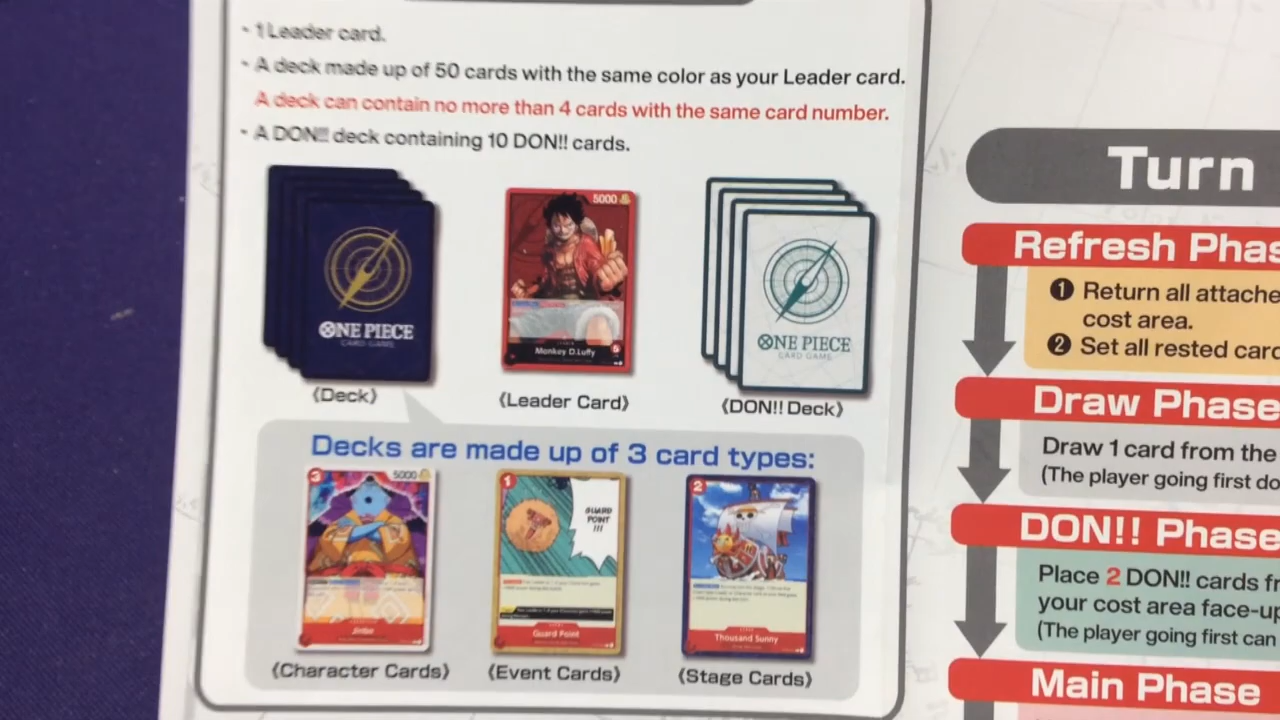 • 1 Leader card.
• A deck made up of 50 cards with the same color as your Leader card.
A deck can contain no more than 4 cards with the same card number.
• A DON!! deck containing 10 DON!! cards.
ONE PIECE
CARD GAME
5000
Monkey D.Luffy
5
ONE PIECE
CARD GAME
《Deck》
《Leader Card》
《DON!! Deck》
Decks are made up of 3 card types:
3
5000
Jinbe
1
GUARD
POINT
!!!
Guard Point
2
Thousand Sunny
《Character Cards》
《Event Cards》
《Stage Cards》
Turn
Refresh Phas
❶ Return all attache
cost area.
❷ Set all rested card
Draw Phase
Draw 1 card from the
(The player going first do
DON!! Phase
Place 2 DON!! cards fr
your cost area face-up
(The player going first can
Main Phase